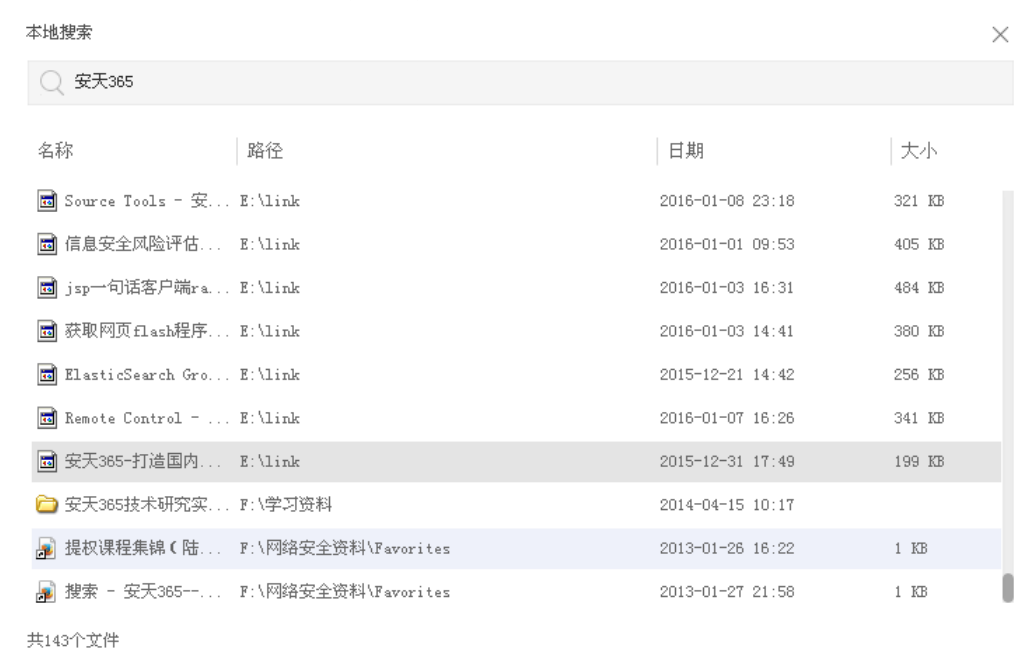 本地搜索
安天365
名称 路径 日期 大小
Source Tools - 安... E:\link 2016-01-08 23:18 321 KB
信息安全风险评估... E:\link 2016-01-01 09:53 405 KB
jsp一句话客户端ra... E:\link 2016-01-03 16:31 484 KB
获取网页flash程序... E:\link 2016-01-03 14:41 380 KB
ElasticSearch Gro... E:\link 2015-12-21 14:42 256 KB
Remote Control - ... E:\link 2016-01-07 16:26 341 KB
安天365-打造国内... E:\link 2015-12-31 17:49 199 KB
安天365技术研究实... F:\学习资料 2014-04-15 10:17
提权课程集锦(陆... F:\网络安全资料\Favorites 2013-01-26 16:22 1 KB
搜索 - 安天365--... F:\网络安全资料\Favorites 2013-01-27 21:58 1 KB
共143个文件